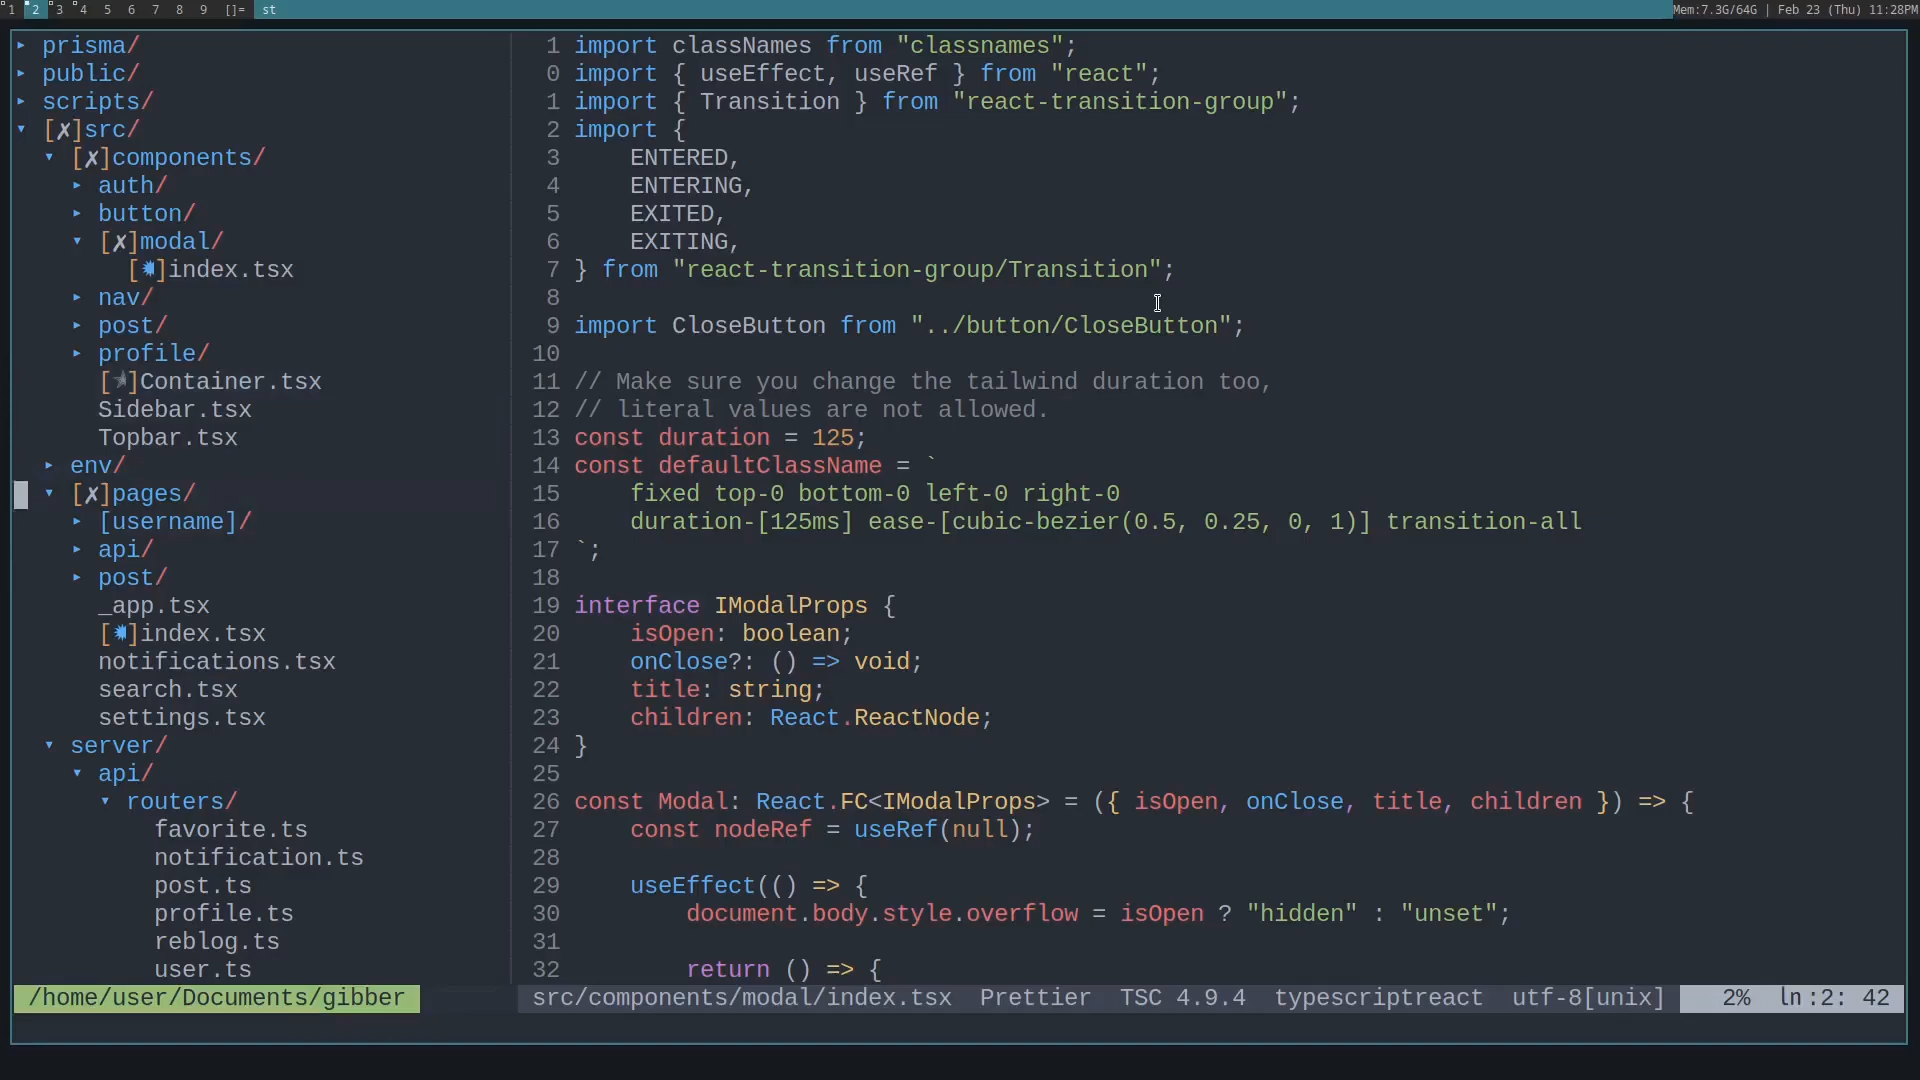 1 2 3 4 5 6 7 8 9 []= st Mem:7.3G/64G | Feb 23 (Thu) 11:28PM
▸ prisma/
▸ public/
▸ scripts/
▾ [✗]src/
▾ [✗]components/
▸ auth/
▸ button/
▾ [✗]modal/
[✹]index.tsx
▸ nav/
▸ post/
▸ profile/
[★]Container.tsx
Sidebar.tsx
Topbar.tsx
▸ env/
▾ [✗]pages/
▸ [username]/
▸ api/
▸ post/
_app.tsx
[✹]index.tsx
notifications.tsx
search.tsx
settings.tsx
▾ server/
▾ api/
▾ routers/
favorite.ts
notification.ts
post.ts
profile.ts
reblog.ts
user.ts
/home/user/Documents/gibber
1 import classNames from "classnames";
0 import { useEffect, useRef } from "react";
1 import { Transition } from "react-transition-group";
2 import {
3     ENTERED,
4     ENTERING,
5     EXITED,
6     EXITING,
7 } from "react-transition-group/Transition";
8
9 import CloseButton from "../button/CloseButton";
10
11 // Make sure you change the tailwind duration too,
12 // literal values are not allowed.
13 const duration = 125;
14 const defaultClassName = `
15     fixed top-0 bottom-0 left-0 right-0
16     duration-[125ms] ease-[cubic-bezier(0.5, 0.25, 0, 1)] transition-all
17 `;
18
19 interface IModalProps {
20     isOpen: boolean;
21     onClose?: () => void;
22     title: string;
23     children: React.ReactNode;
24 }
25
26 const Modal: React.FC<IModalProps> = ({ isOpen, onClose, title, children }) => {
27     const nodeRef = useRef(null);
28
29     useEffect(() => {
30         document.body.style.overflow = isOpen ? "hidden" : "unset";
31
32         return () => {
src/components/modal/index.tsx Prettier TSC 4.9.4 typescriptreact utf-8[unix] 2% ln:2: 42